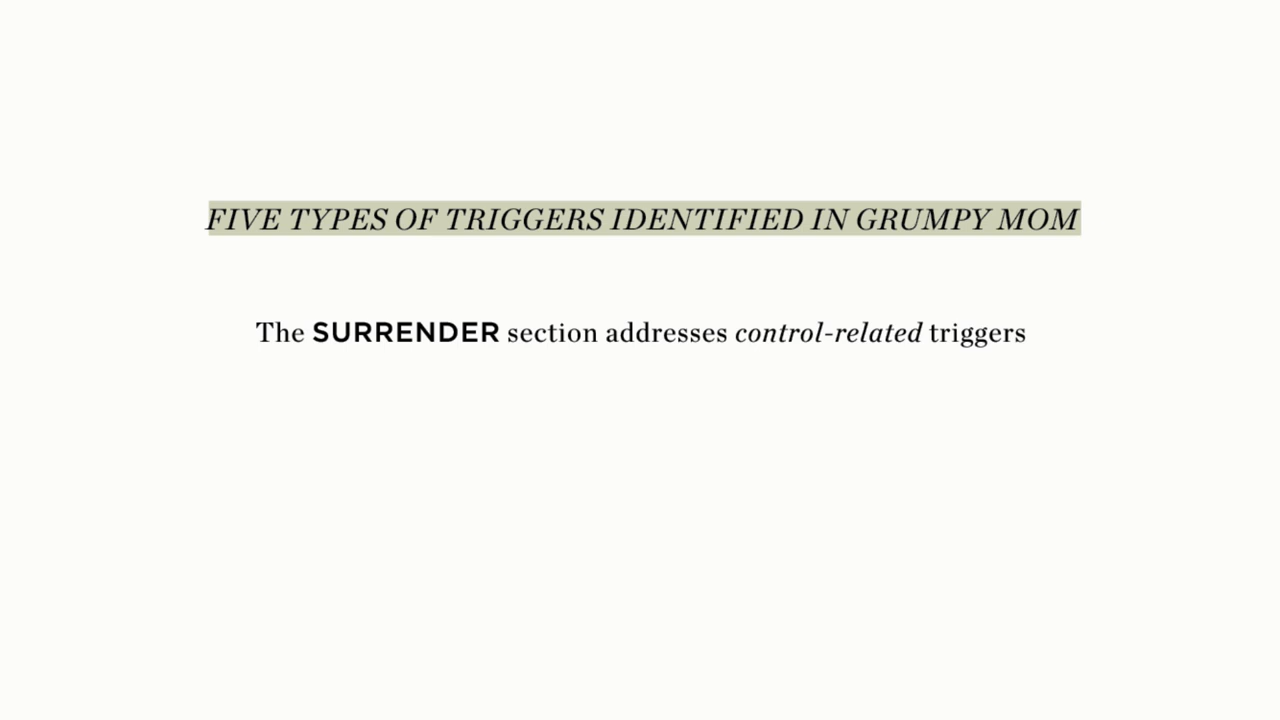 FIVE TYPES OF TRIGGERS IDENTIFIED IN GRUMPY MOM
The SURRENDER section addresses control-related triggers